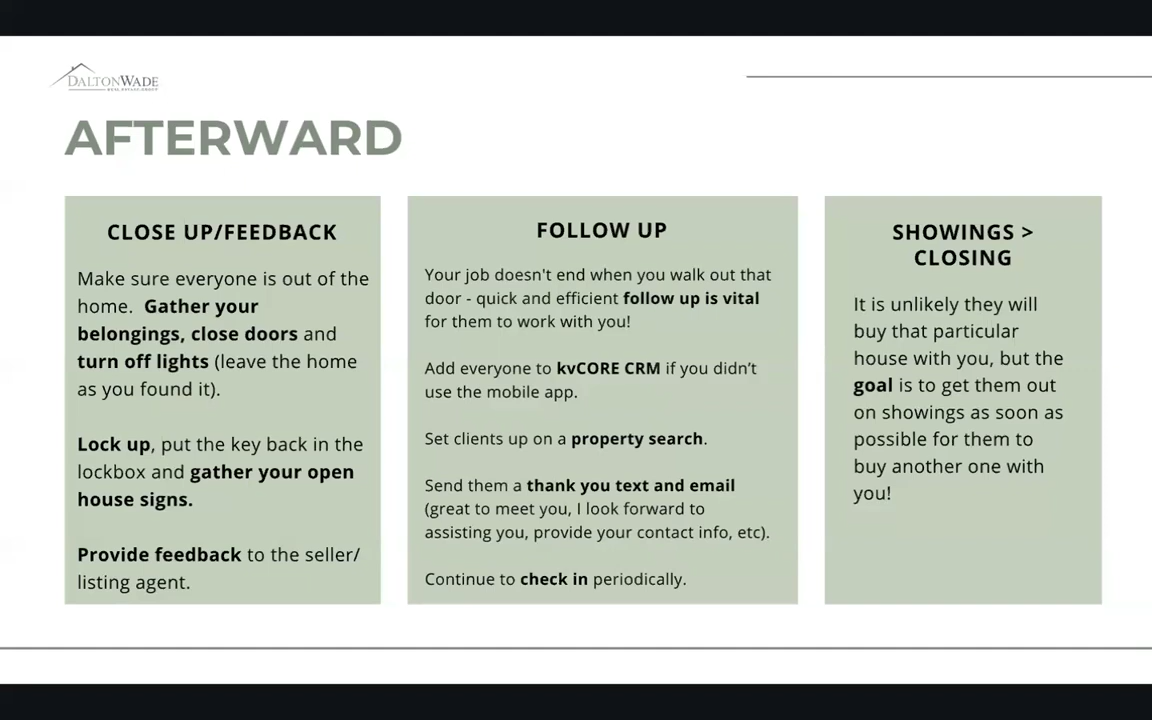 DALTONWADE
REAL ESTATE GROUP
AFTERWARD
CLOSE UP/FEEDBACK
Make sure everyone is out of the
home. Gather your
belongings, close doors and
turn off lights (leave the home
as you found it).
Lock up, put the key back in the
lockbox and gather your open
house signs.
Provide feedback to the seller/
listing agent.
FOLLOW UP
Your job doesn't end when you walk out that
door - quick and efficient follow up is vital
for them to work with you!
Add everyone to kvCORE CRM if you didn’t
use the mobile app.
Set clients up on a property search.
Send them a thank you text and email
(great to meet you, I look forward to
assisting you, provide your contact info, etc).
Continue to check in periodically.
SHOWINGS >
CLOSING
It is unlikely they will
buy that particular
house with you, but the
goal is to get them out
on showings as soon as
possible for them to
buy another one with
you!